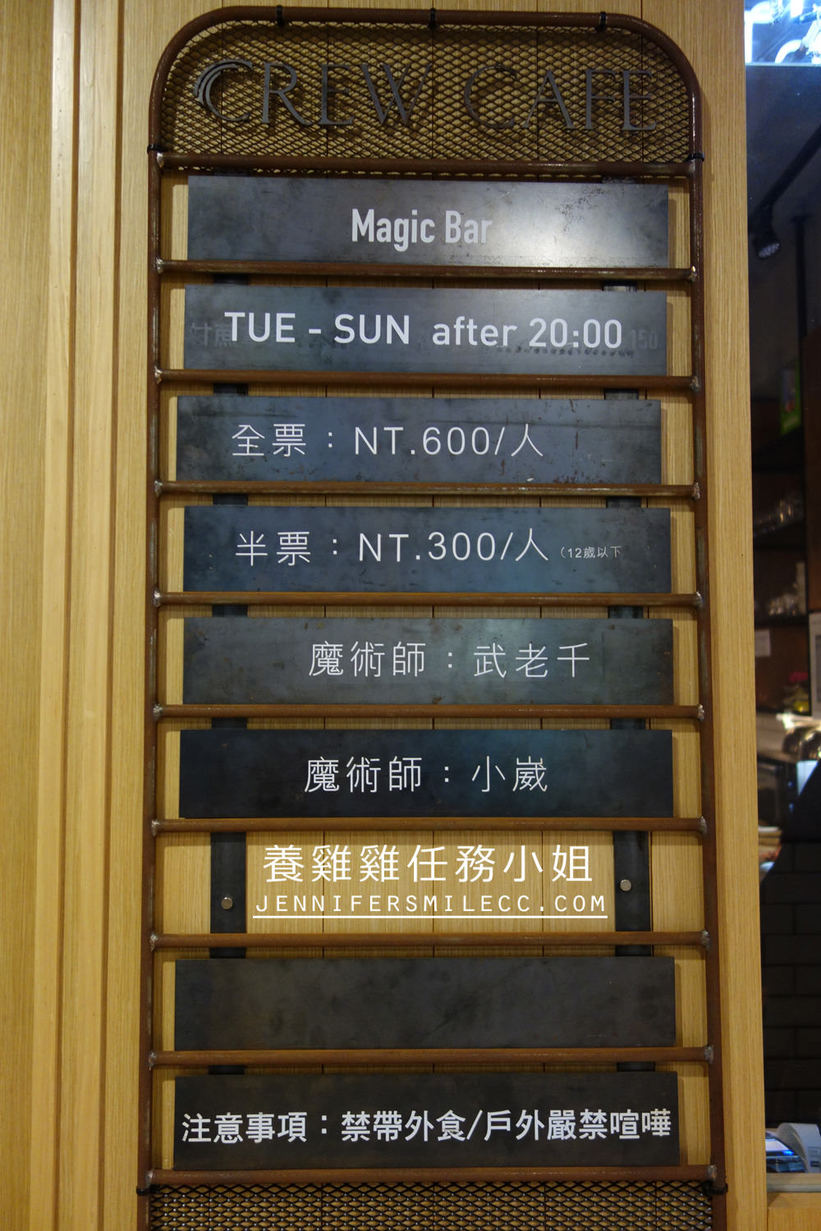 CREW CAFE
Magic Bar
TUE - SUN after 20:00
150
全票：NT.600/人
半票：NT.300/人（12歲以下
魔術師：武老千
魔術師：小崴
養雞雞任務小姐
JENNIFERSMILECC.COM
注意事項：禁帶外食/戶外嚴禁喧嘩